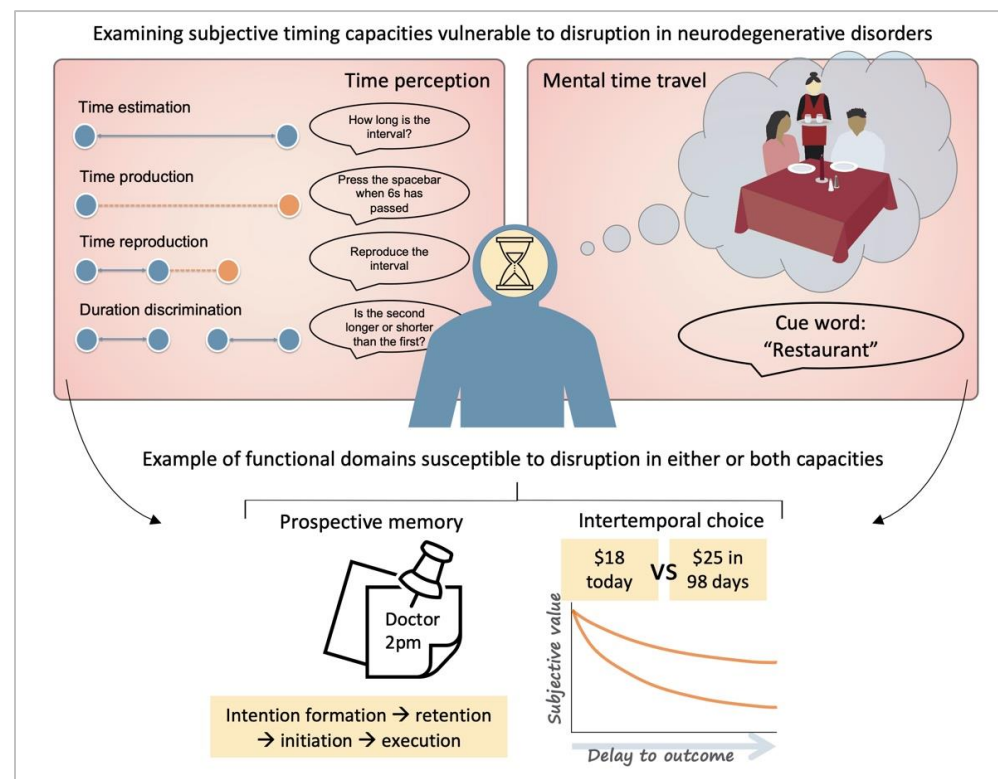 Examining subjective timing capacities vulnerable to disruption in neurodegenerative disorders
Time perception
Time estimation
How long is the
interval?
Time production
Press the spacebar
when 6s has
passed
Time reproduction
Reproduce the
interval
Duration discrimination
Is the second
longer or shorter
than the first?
Mental time travel
Cue word:
“Restaurant”
Example of functional domains susceptible to disruption in either or both capacities
Prospective memory
Doctor
2pm
Intention formation → retention
→ initiation → execution
Intertemporal choice
$18
today
VS
$25 in
98 days
Subjective value
Delay to outcome